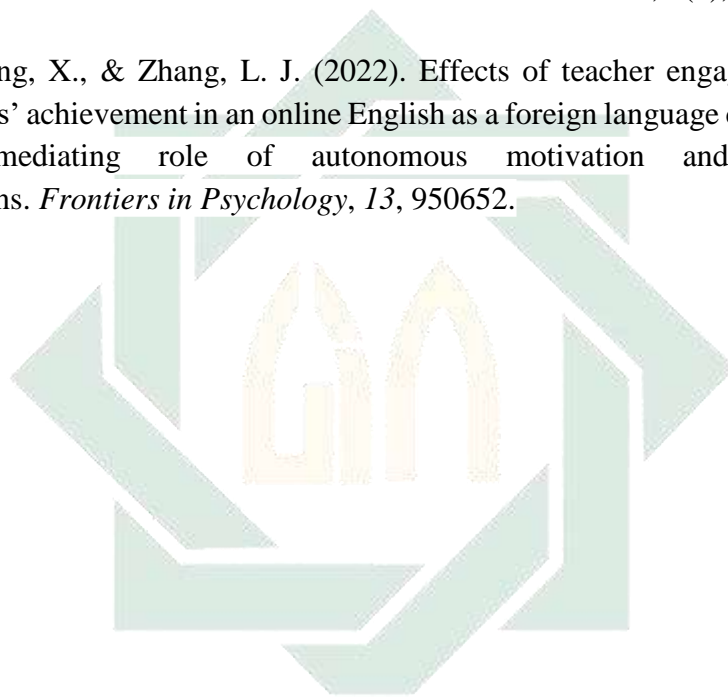 ng, X., & Zhang, L. J. (2022). Effects of teacher enga
s’ achievement in an online English as a foreign language
mediating role of autonomous motivation and
ns. Frontiers in Psychology, 13, 950652.